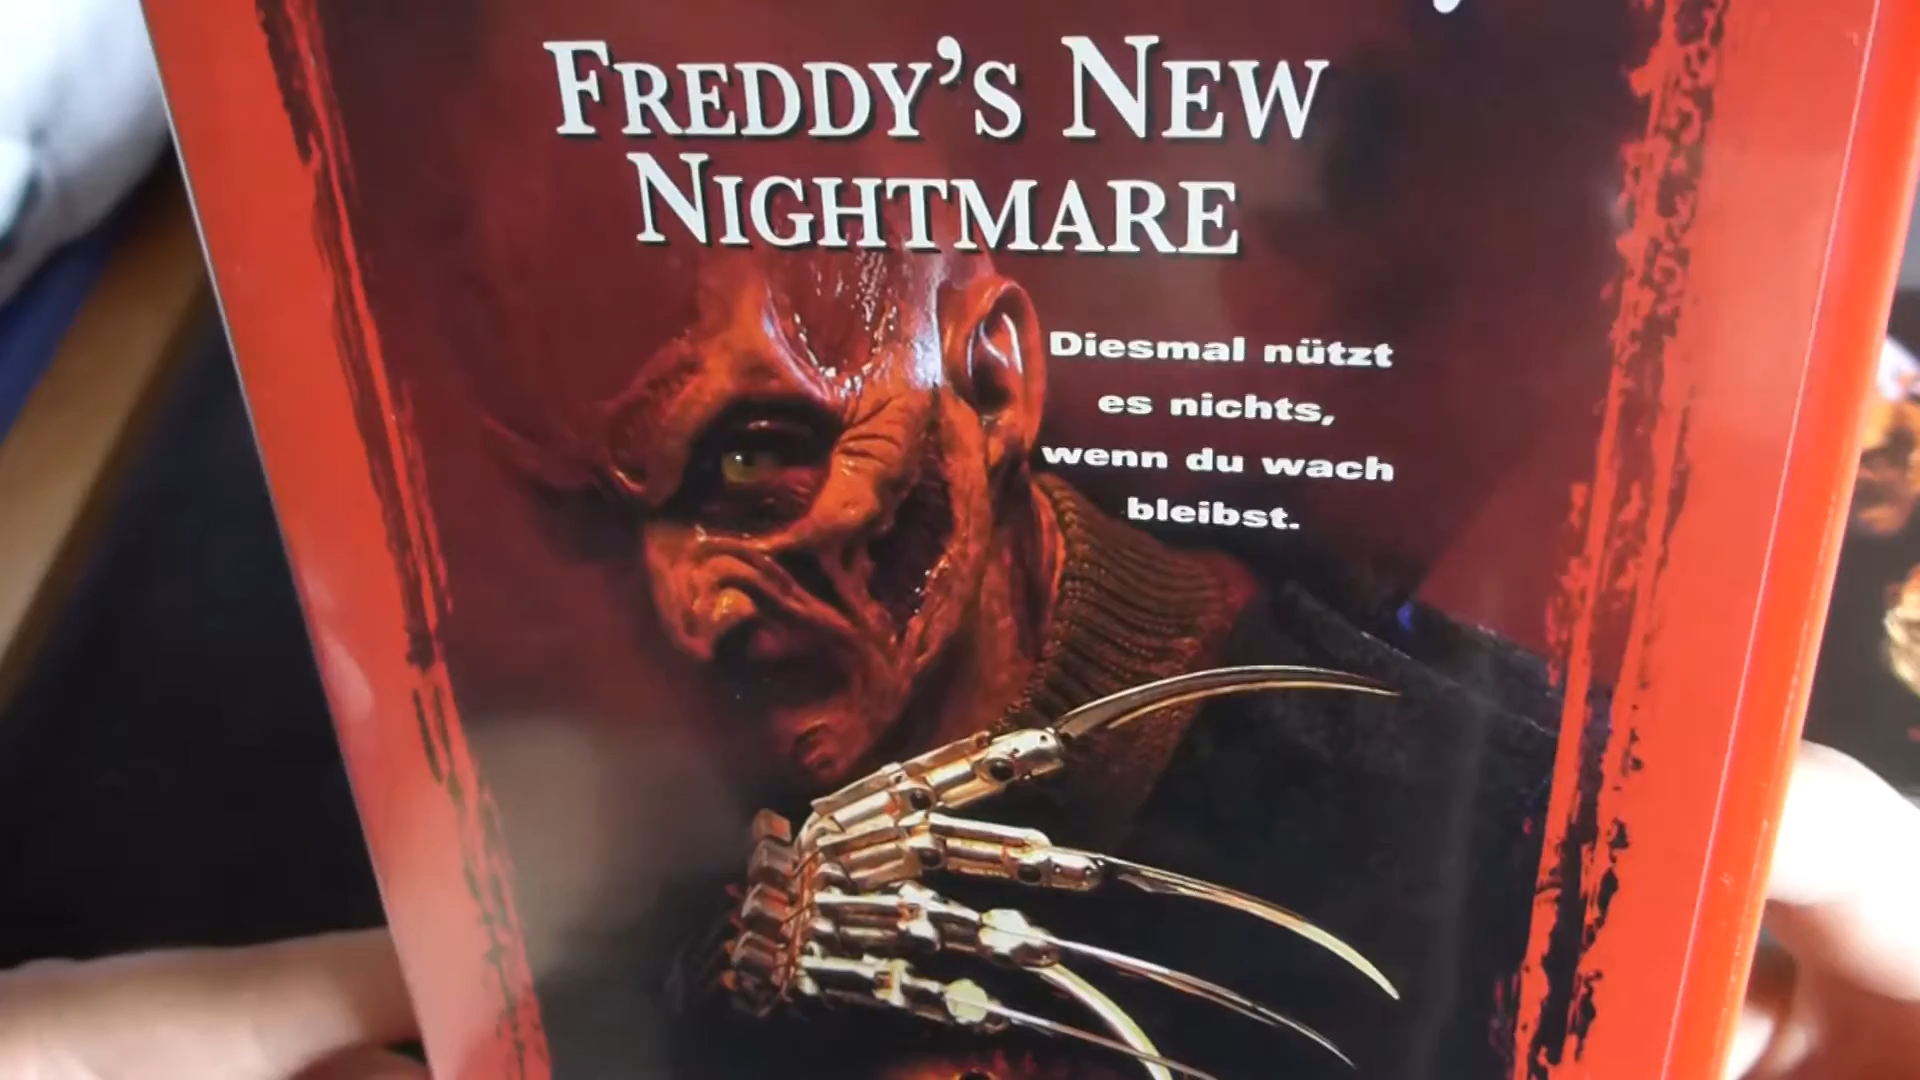 FREDDY'S NEW
NIGHTMARE
Diesmal nützt
es nichts,
wenn du wach
bleibst.